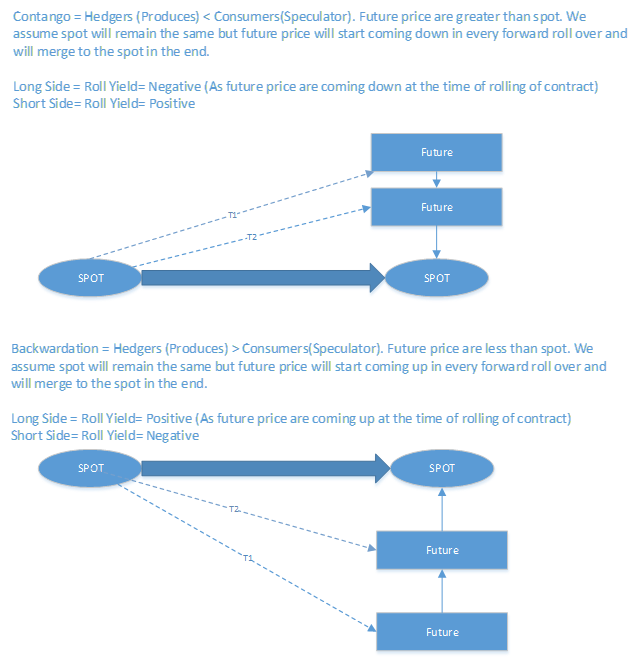 Contango = Hedgers (Produces) < Consumers(Speculator). Future price are greater than spot. We
assume spot will remain the same but future price will start coming down in every forward roll over and
will merge to the spot in the end.
Long Side = Roll Yield= Negative (As future price are coming down at the time of rolling of contract)
Short Side= Roll Yield= Positive
Future
Future
T1
T2
SPOT
SPOT
Backwardation = Hedgers (Produces) > Consumers(Speculator). Future price are less than spot. We
assume spot will remain the same but future price will start coming up in every forward roll over and
will merge to the spot in the end.
Long Side = Roll Yield= Positive (As future price are coming up at the time of rolling of contract)
Short Side= Roll Yield= Negative
SPOT
SPOT
T2
T1
Future
Future